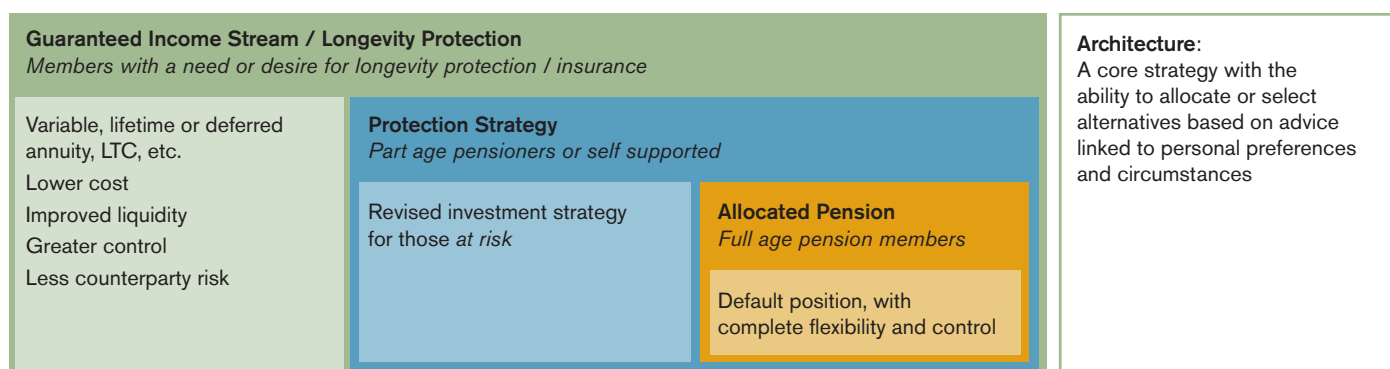 Guaranteed Income Stream / Longevity Protection
Members with a need or desire for longevity protection / insurance
Variable, lifetime or deferred
annuity, LTC, etc.
Lower cost
Improved liquidity
Greater control
Less counterparty risk
Protection Strategy
Part age pensioners or self supported
Revised investment strategy
for those at risk
Allocated Pension
Full age pension members
Default position, with
complete flexibility and control
Architecture:
A core strategy with the
ability to allocate or select
alternatives based on advice
linked to personal preferences
and circumstances